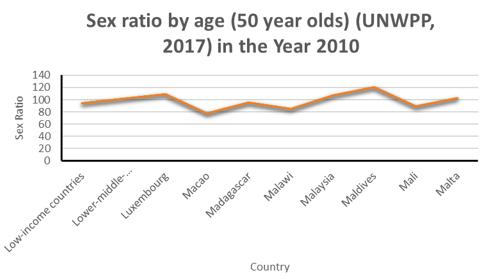 Sex ratio by age (50 year olds) (UNWPP,
2017) in the Year 2010
140
120
100
80
60
40
20
0
Sex Ratio
Low-income countries
Lower-middle-...
Luxembourg
Macao
Madagascar
Malawi
Malaysia
Maldives
Mali
Malta
Country